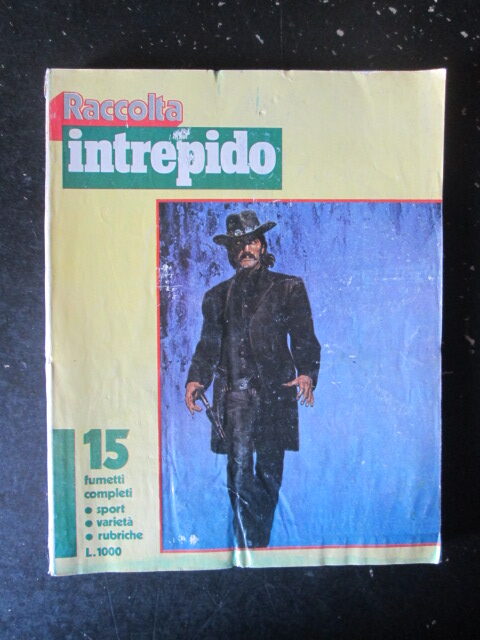 Raccolta
intrepido
15
fumetti
completi
● sport
● varietà
● rubriche
L.1000